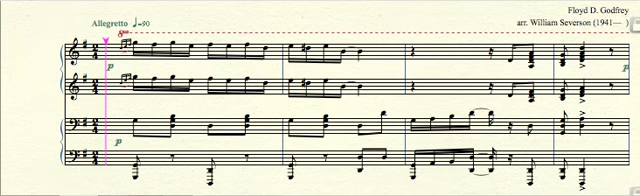 Floyd D. Godfrey
Allegretto ♩=90
arr. William Severson (1941— )
8va
p
p
p